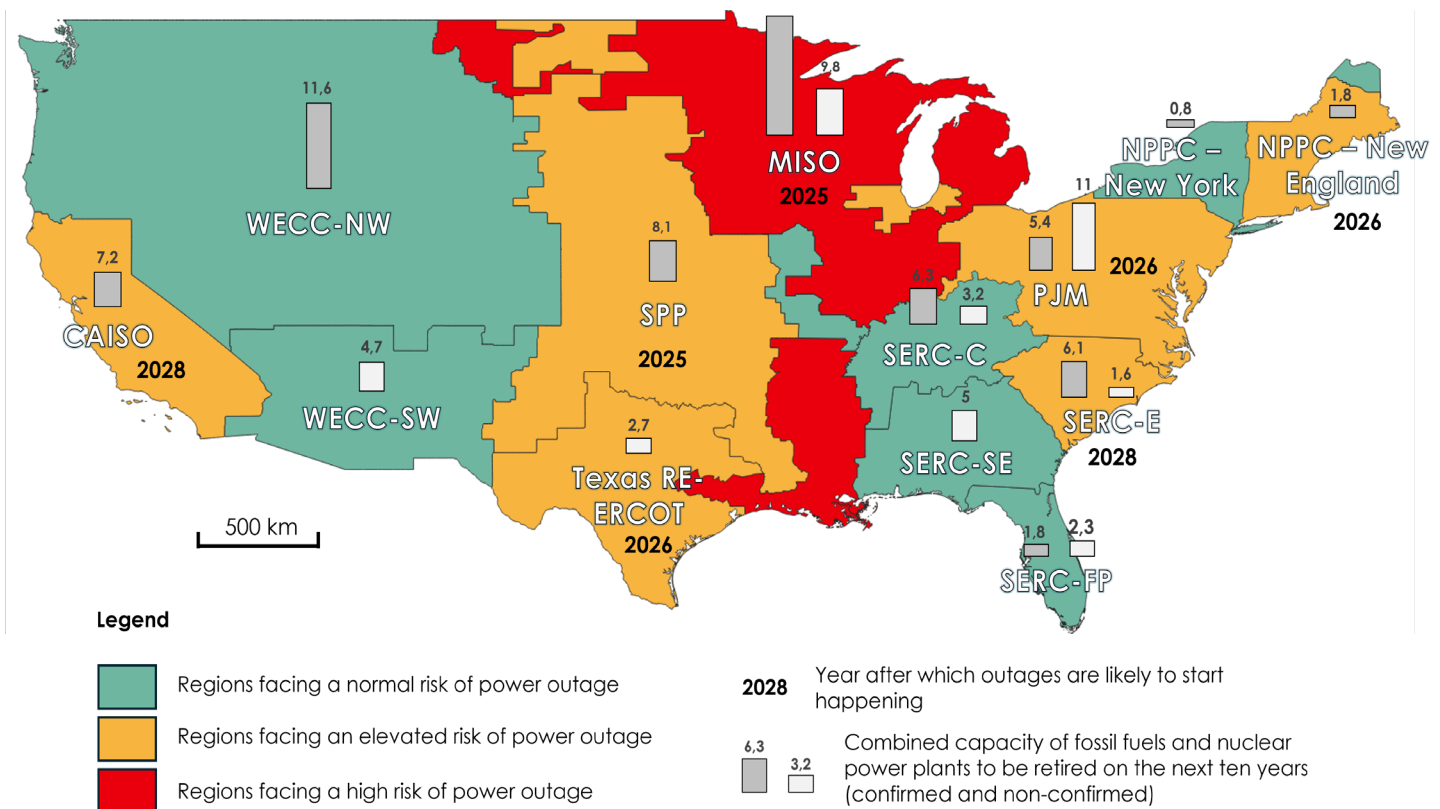 9,8
11,6
MISO
2025
WECC-NW
0,8
NPPC –
New York
1,8
NPPC – New
England
2026
11
5,4
2026
PJM
7,2
CAISO
2028
8,1
SPP
2025
6,3
3,2
SERC-C
4,7
WECC-SW
6,1
1,6
SERC-E
2028
5
SERC-SE
2,7
Texas RE-
ERCOT
2026
1,8
2,3
SERC-FP
500 km
Legend
Regions facing a normal risk of power outage
Regions facing an elevated risk of power outage
Regions facing a high risk of power outage
2028
Year after which outages are likely to start
happening
6,3
3,2
Combined capacity of fossil fuels and nuclear
power plants to be retired on the next ten years
(confirmed and non-confirmed)